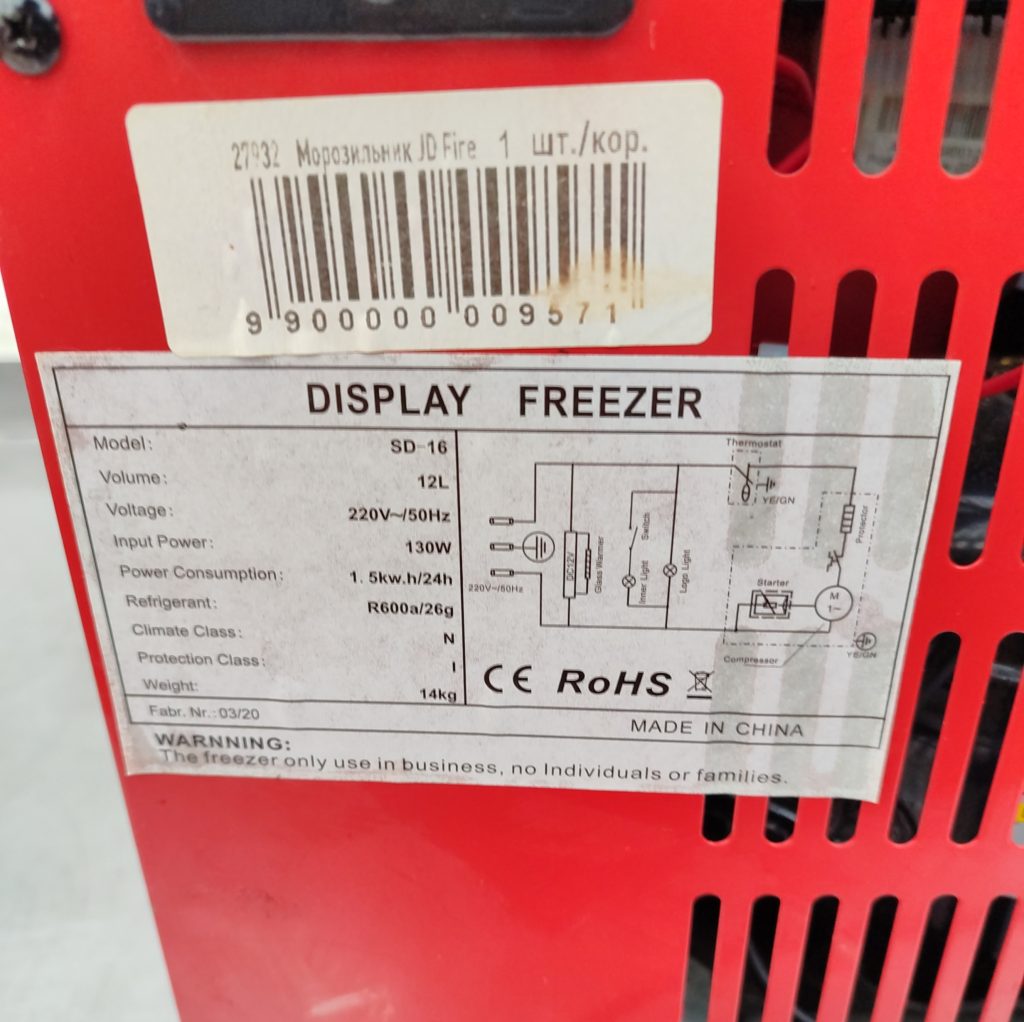 27932 Морозильник JD Fire 1 шт./кор.
9 900000 009571
DISPLAY FREEZER
Model: SD-16
Volume: 12L
Voltage: 220V~/50Hz
Input Power: 130W
Power Consumption: 1. 5kw.h/24h
Refrigerant: R600a/26g
Climate Class: N
Protection Class: I
Weight: 14kg
Fabr. Nr.: 03/20
Thermostat
YE/GN
Protector
Switch
DC12V
Glass Warmer
Inner Light
Logo Light
220V~/50Hz
Starter
M
1~
YE/GN
Compressor
CE RoHS
MADE IN CHINA
WARNNING:
The freezer only use in business, no Individuals or families.